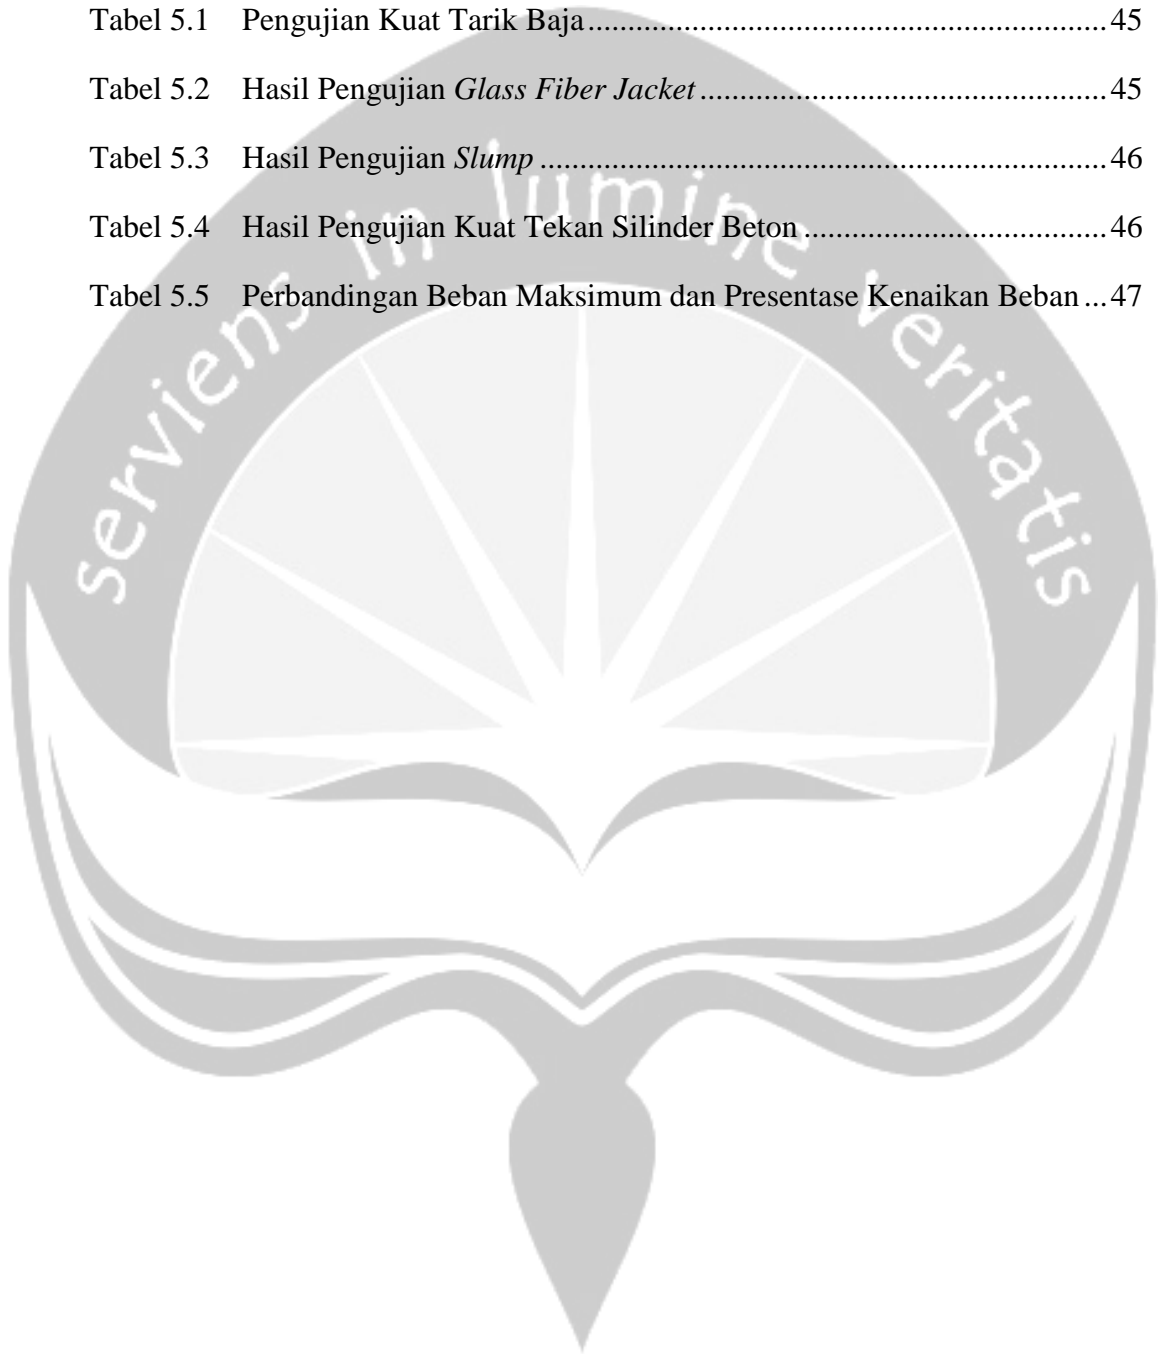 Tabel 5.1 Pengujian Kuat Tarik Baja ................................................................. 45
Tabel 5.2 Hasil Pengujian Glass Fiber Jacket ................................................... 45
Tabel 5.3 Hasil Pengujian Slump ....................................................................... 46
Tabel 5.4 Hasil Pengujian Kuat Tekan Silinder Beton ...................................... 46
Tabel 5.5 Perbandingan Beban Maksimum dan Presentase Kenaikan Beban ... 47
serviens in lumine veritatis